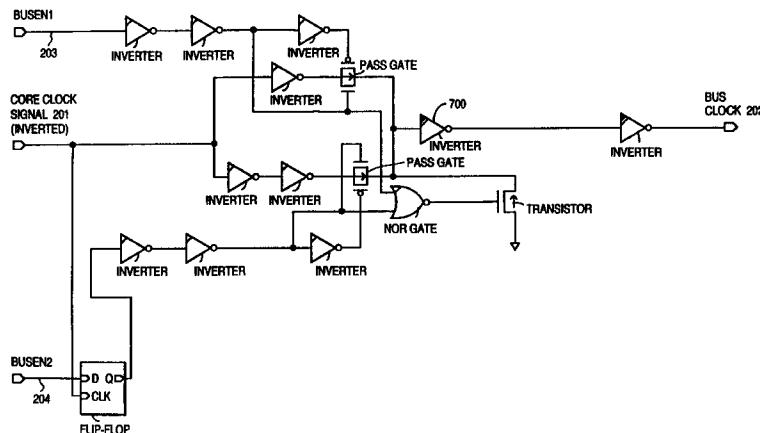 BUSEN1
203
INVERTER
INVERTER
INVERTER
PASS GATE
CORE CLOCK
SIGNAL 201
(INVERTED)
INVERTER
700
INVERTER
BUS
CLOCK 202
INVERTER
PASS GATE
INVERTER
INVERTER
NOR GATE
TRANSISTOR
INVERTER
INVERTER
INVERTER
BUSEN2
204
D Q
CLK
FLIP-FLOP